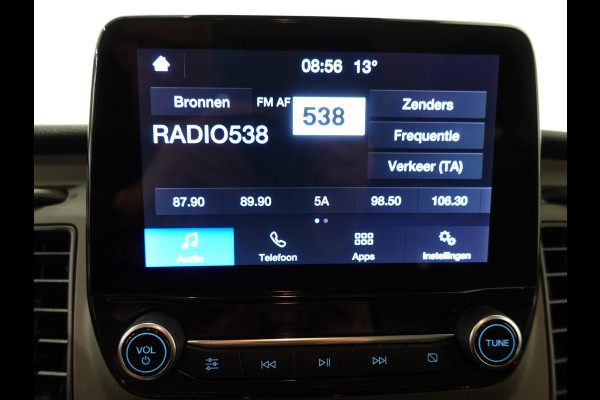 08:56 13°
Bronnen
FM AF
538
Zenders
RADIO538
Frequentie
Verkeer (TA)
87.90 89.90 5A 98.50 106.30
Audio Telefoon Apps Instellingen
VOL
TUNE